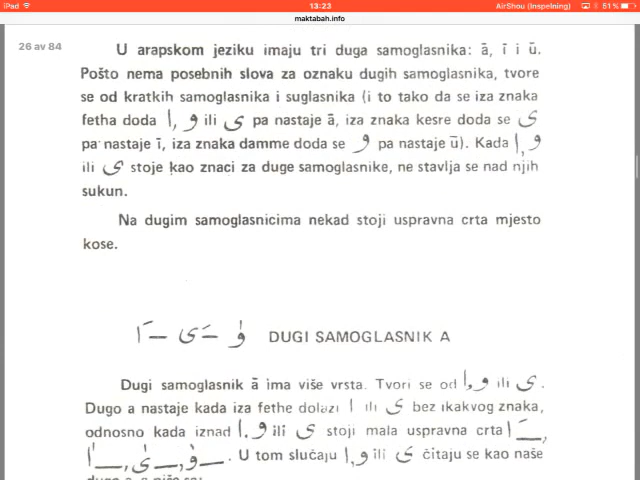 iPad 13:23 AirShou (Inspelning) 51 %
maktabah.info
26 av 84
U arapskom jeziku imaju tri duga samoglasnika: ā, ī i ū.
Pošto nema posebnih slova za oznaku dugih samoglasnika, tvore
se od kratkih samoglasnika i suglasnika (i to tako da se iza znaka
fetha doda ا, و ili ى pa nastaje ā, iza znaka kesre doda se ى
pa nastaje ī, iza znaka damme doda se و pa nastaje ū). Kada ا, و
ili ى stoje kao znaci za duge samoglasnike, ne stavlja se nad njih
sukun.
Na dugim samoglasnicima nekad stoji uspravna crta mjesto
kose.
DUGI SAMOGLASNIK A
Dugi samoglasnik ā ima više vrsta. Tvori se od ا, و ili ى.
Dugo a nastaje kada iza fethe dolazi ا ili ى bez ikakvog znaka,
odnosno kada iznad ا, و ili ى stoji mala uspravna crta
U tom slučaju ا, و ili ى čitaju se kao naše